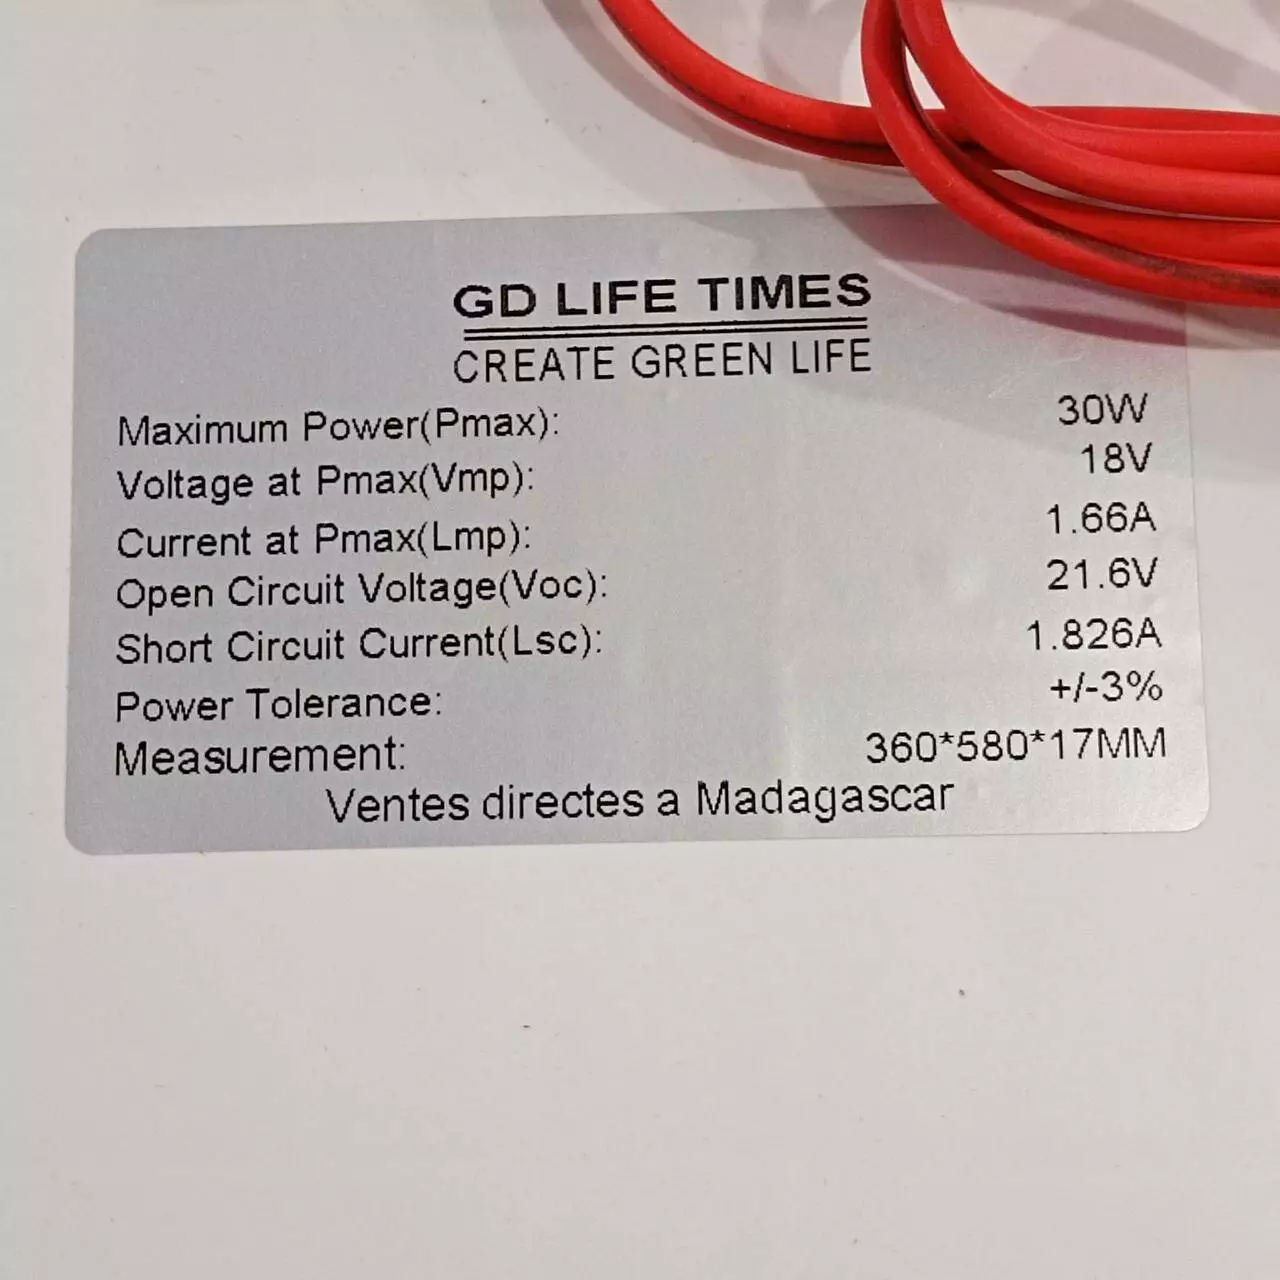 GD LIFE TIMES
CREATE GREEN LIFE
Maximum Power(Pmax): 30W
Voltage at Pmax(Vmp): 18V
Current at Pmax(Lmp): 1.66A
Open Circuit Voltage(Voc): 21.6V
Short Circuit Current(Lsc): 1.826A
Power Tolerance: +/-3%
Measurement: 360*580*17MM
Ventes directes a Madagascar